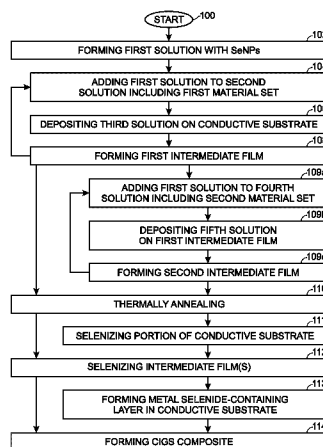 START
100
FORMING FIRST SOLUTION WITH SeNPs
ADDING FIRST SOLUTION TO SECOND
SOLUTION INCLUDING FIRST MATERIAL SET
DEPOSITING THIRD SOLUTION ON CONDUCTIVE SUBSTRATE
FORMING FIRST INTERMEDIATE FILM
ADDING FIRST SOLUTION TO FOURTH
SOLUTION INCLUDING SECOND MATERIAL SET
DEPOSITING FIFTH SOLUTION
ON FIRST INTERMEDIATE FILM
FORMING SECOND INTERMEDIATE FILM
THERMALLY ANNEALING
SELENIZING PORTION OF CONDUCTIVE SUBSTRATE
SELENIZING INTERMEDIATE FILM(S)
FORMING METAL SELENIDE-CONTAINING
LAYER IN CONDUCTIVE SUBSTRATE
114
FORMING CIGS COMPOSITE